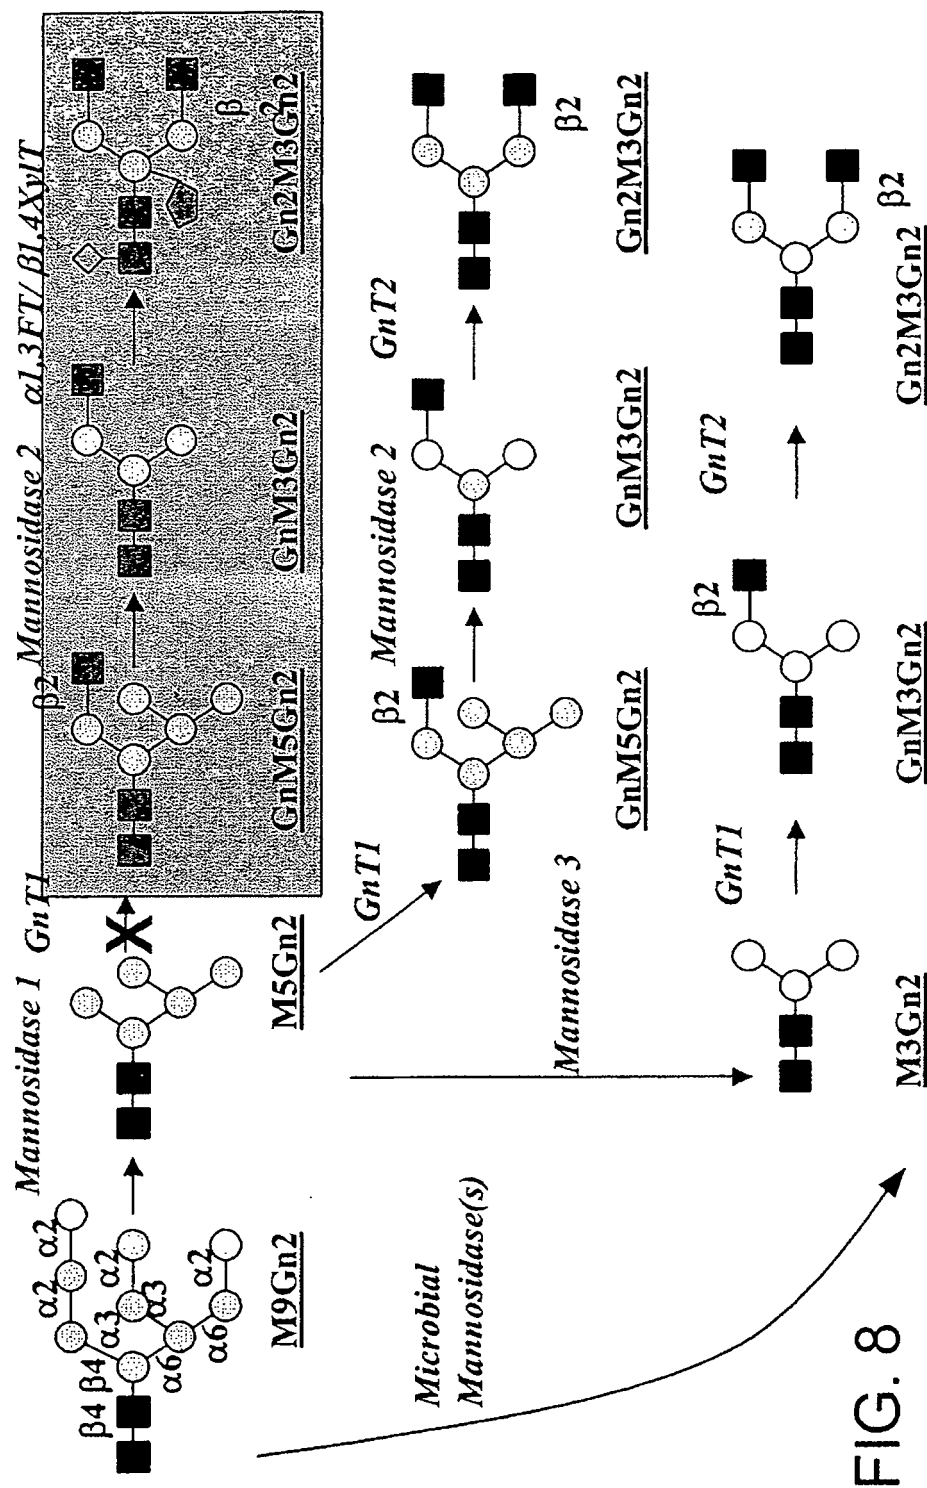 Mannosidase 1
GnT1
Mannosidase 2
α1,3FT/ β1,4XylT
α2
α2
β2
β4
β4
α3
α2
α3
α6
α6
α2
X
β
2
M9Gn2
M5Gn2
GnM5Gn2
GnM3Gn2
Gn2M3Gn2
GnT1
β2
Mannosidase 2
GnT2
β2
GnM5Gn2
GnM3Gn2
Gn2M3Gn2
Microbial
Mannosidase(s)
Mannosidase 3
GnT1
β2
GnT2
β2
M3Gn2
GnM3Gn2
Gn2M3Gn2
FIG. 8